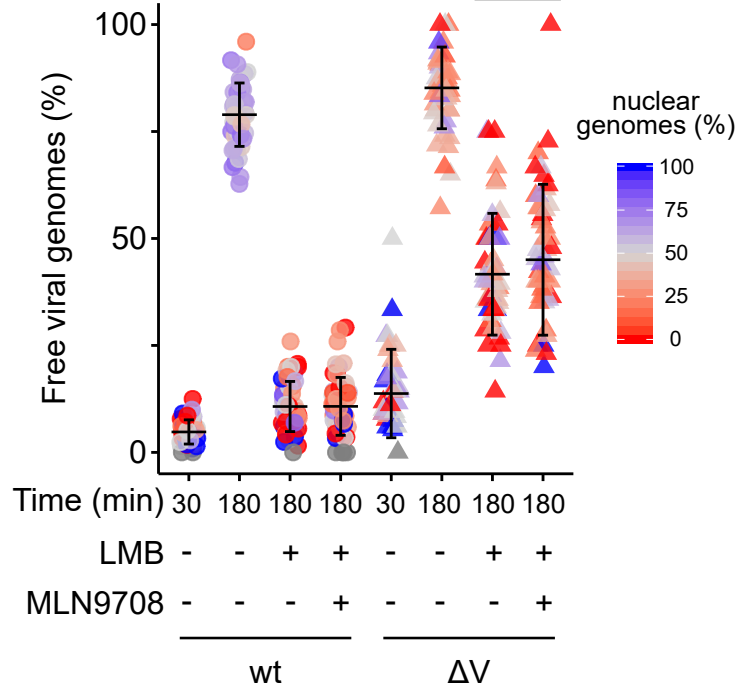 100
50
0
Free viral genomes (%)
nuclear
genomes (%)
100
75
50
25
0
Time (min) 30 180 180 180 30 180 180 180
LMB - - + + - - + +
MLN9708 - - - + - - - +
wt ΔV